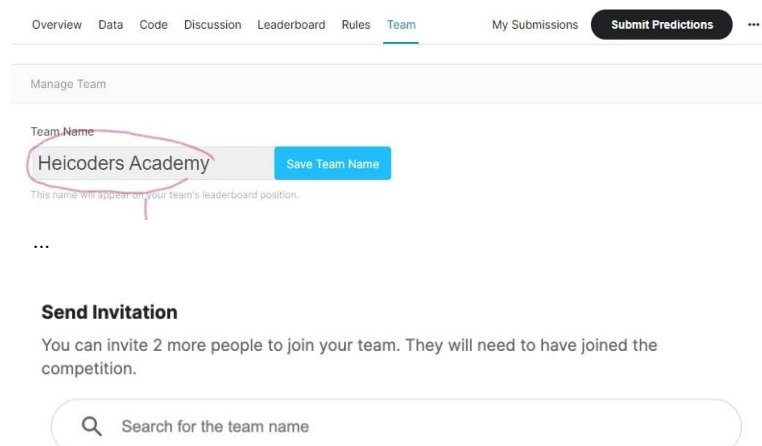 Overview Data Code Discussion Leaderboard Rules Team My Submissions Submit Predictions ...
Manage Team
Team Name
Heicoders Academy Save Team Name
This name will appear on your team's leaderboard position.
...
Send Invitation
You can invite 2 more people to join your team. They will need to have joined the
competition.
Search for the team name